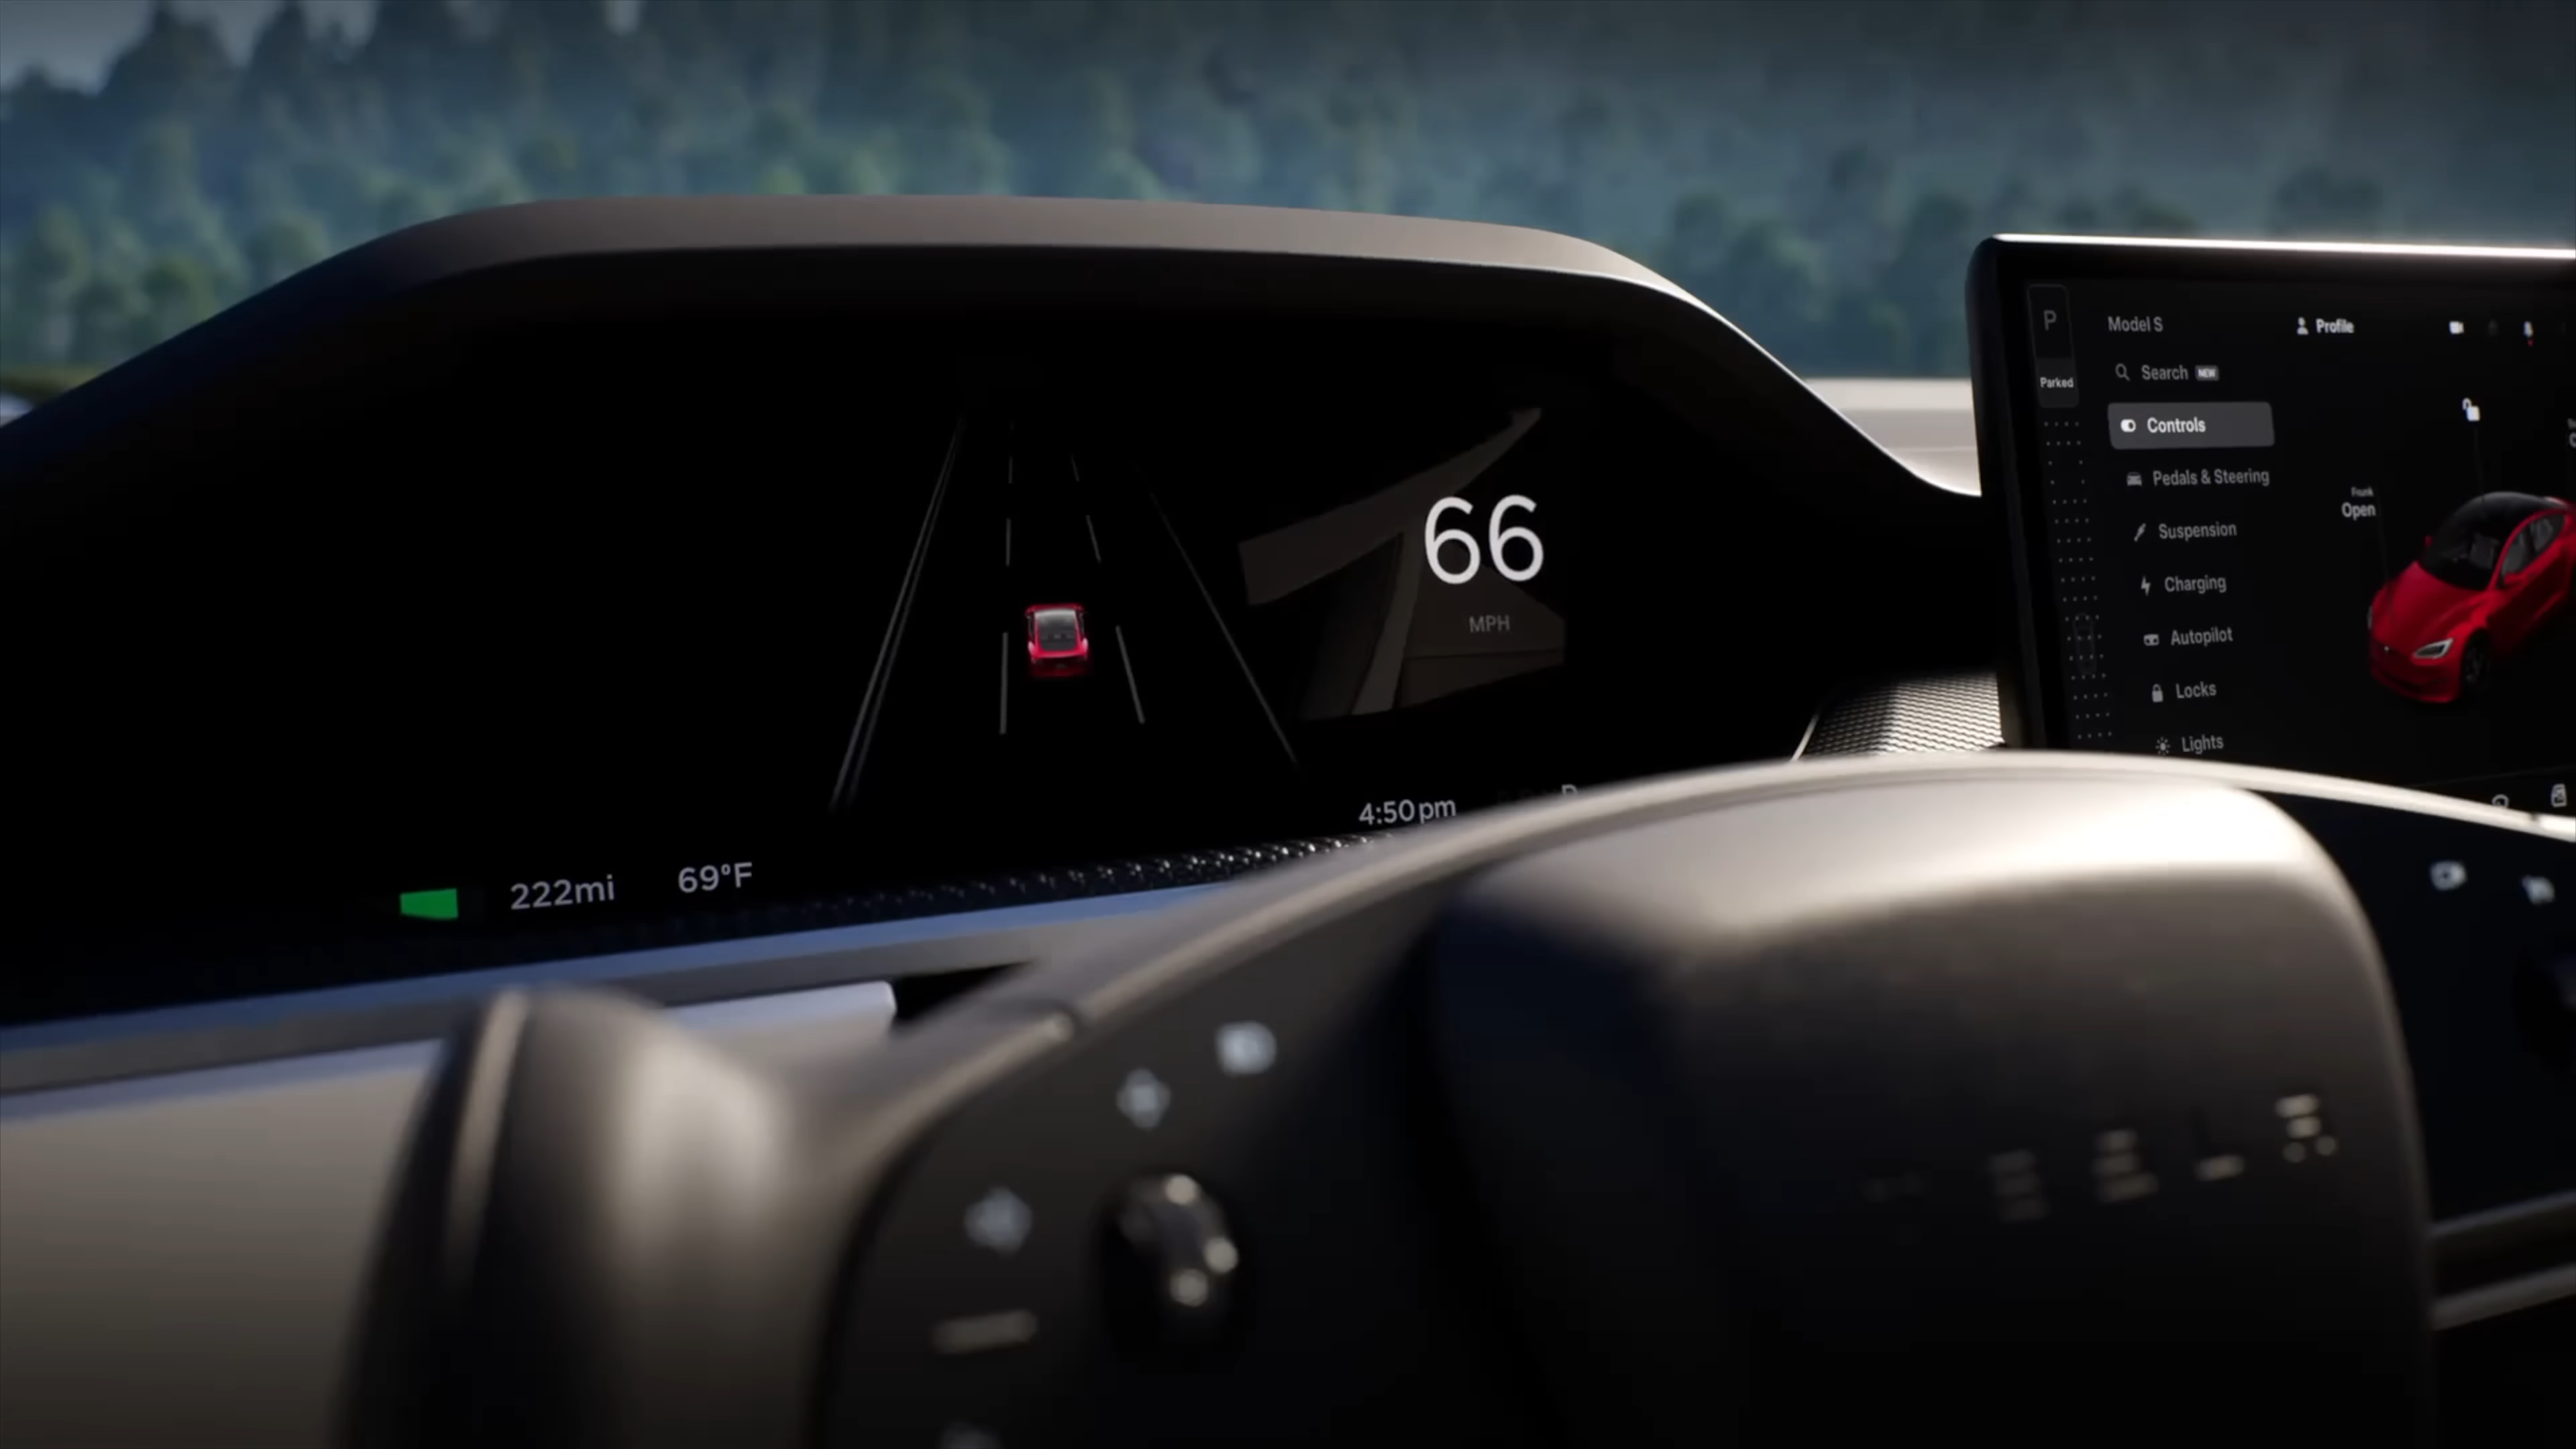 66
MPH
4:50pm
222mi
69°F
P
Parked
Model S
Profile
Search NEW
Controls
Pedals & Steering
Suspension
Charging
Autopilot
Locks
Lights
Frunk
Open